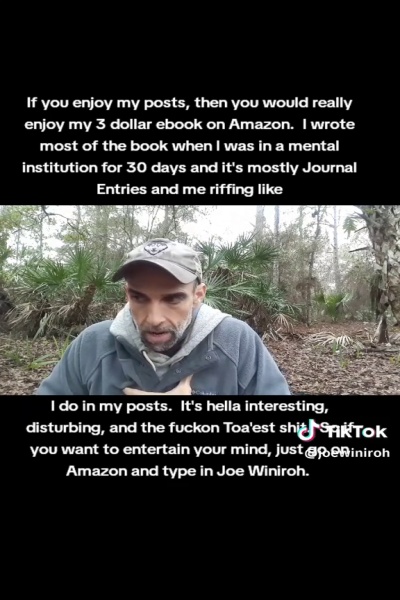 If you enjoy my posts, then you would really
enjoy my 3 dollar ebook on Amazon. I wrote
most of the book when I was in a mental
institution for 30 days and it's mostly Journal
Entries and me riffing like
I do in my posts. It's hella interesting,
disturbing, and the fuckon Toa'est shit. So if
you want to entertain your mind, just go on
Amazon and type in Joe Winiroh.
TikTok
@joewiniroh